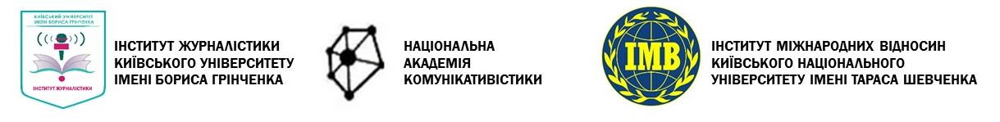 КИЇВСЬКИЙ УНІВЕРСИТЕТ
ІМЕНІ БОРИСА ГРІНЧЕНКА
ІНСТИТУТ ЖУРНАЛІСТИКИ
ІНСТИТУТ ЖУРНАЛІСТИКИ
КИЇВСЬКОГО УНІВЕРСИТЕТУ
ІМЕНІ БОРИСА ГРІНЧЕНКА
НАЦІОНАЛЬНА
АКАДЕМІЯ
КОМУНІКАТИВІСТИКИ
ІМВ
ІНСТИТУТ МІЖНАРОДНИХ ВІДНОСИН
КИЇВСЬКОГО НАЦІОНАЛЬНОГО
УНІВЕРСИТЕТУ ІМЕНІ ТАРАСА ШЕВЧЕНКА